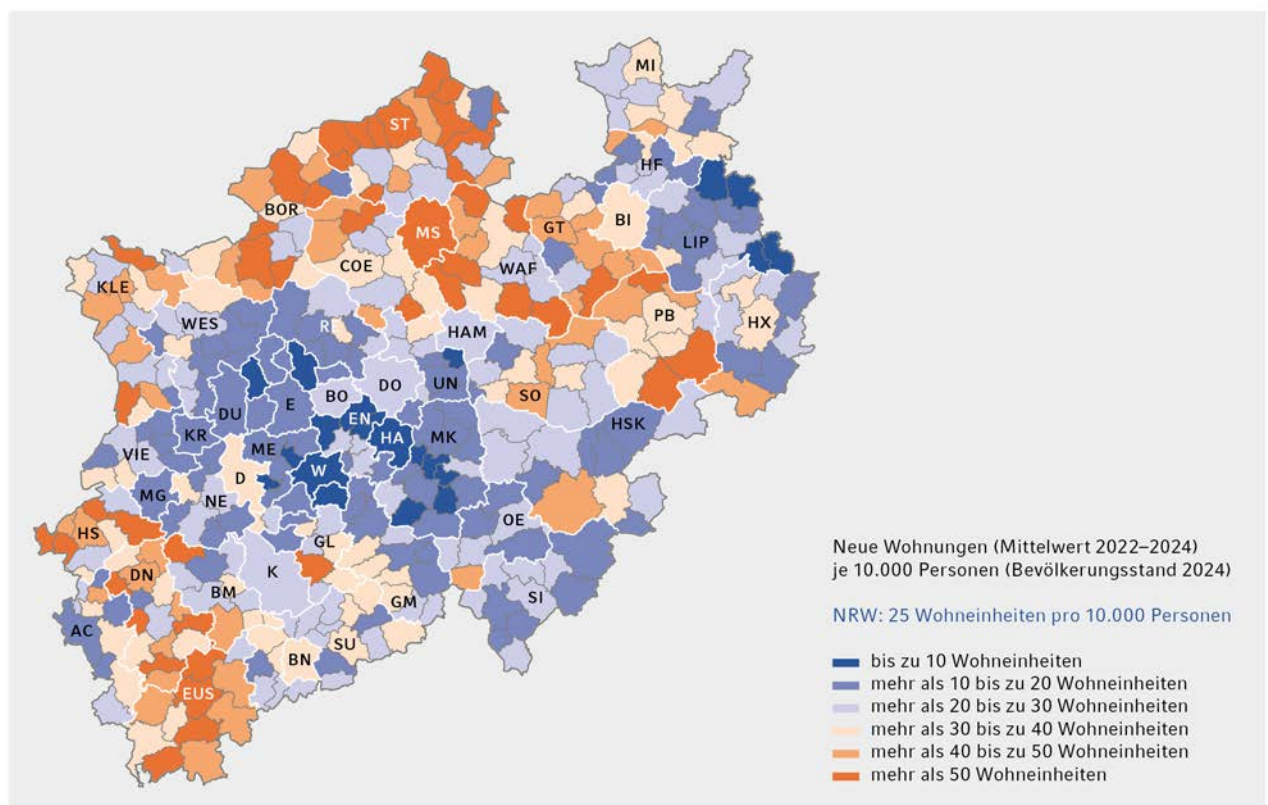 MI
ST
HF
BOR
MS
GT
BI
LIP
COE
WAF
KLE
WES
RE
HAM
PB
HX
DO
UN
BO
E
SO
DU
EN
HA
MK
HSK
KR
VIE
ME
W
D
MG
NE
OE
HS
GL
DN
K
BM
GM
SI
AC
SU
BN
EUS
Neue Wohnungen (Mittelwert 2022–2024)
je 10.000 Personen (Bevölkerungsstand 2024)
NRW: 25 Wohneinheiten pro 10.000 Personen
bis zu 10 Wohneinheiten
mehr als 10 bis zu 20 Wohneinheiten
mehr als 20 bis zu 30 Wohneinheiten
mehr als 30 bis zu 40 Wohneinheiten
mehr als 40 bis zu 50 Wohneinheiten
mehr als 50 Wohneinheiten